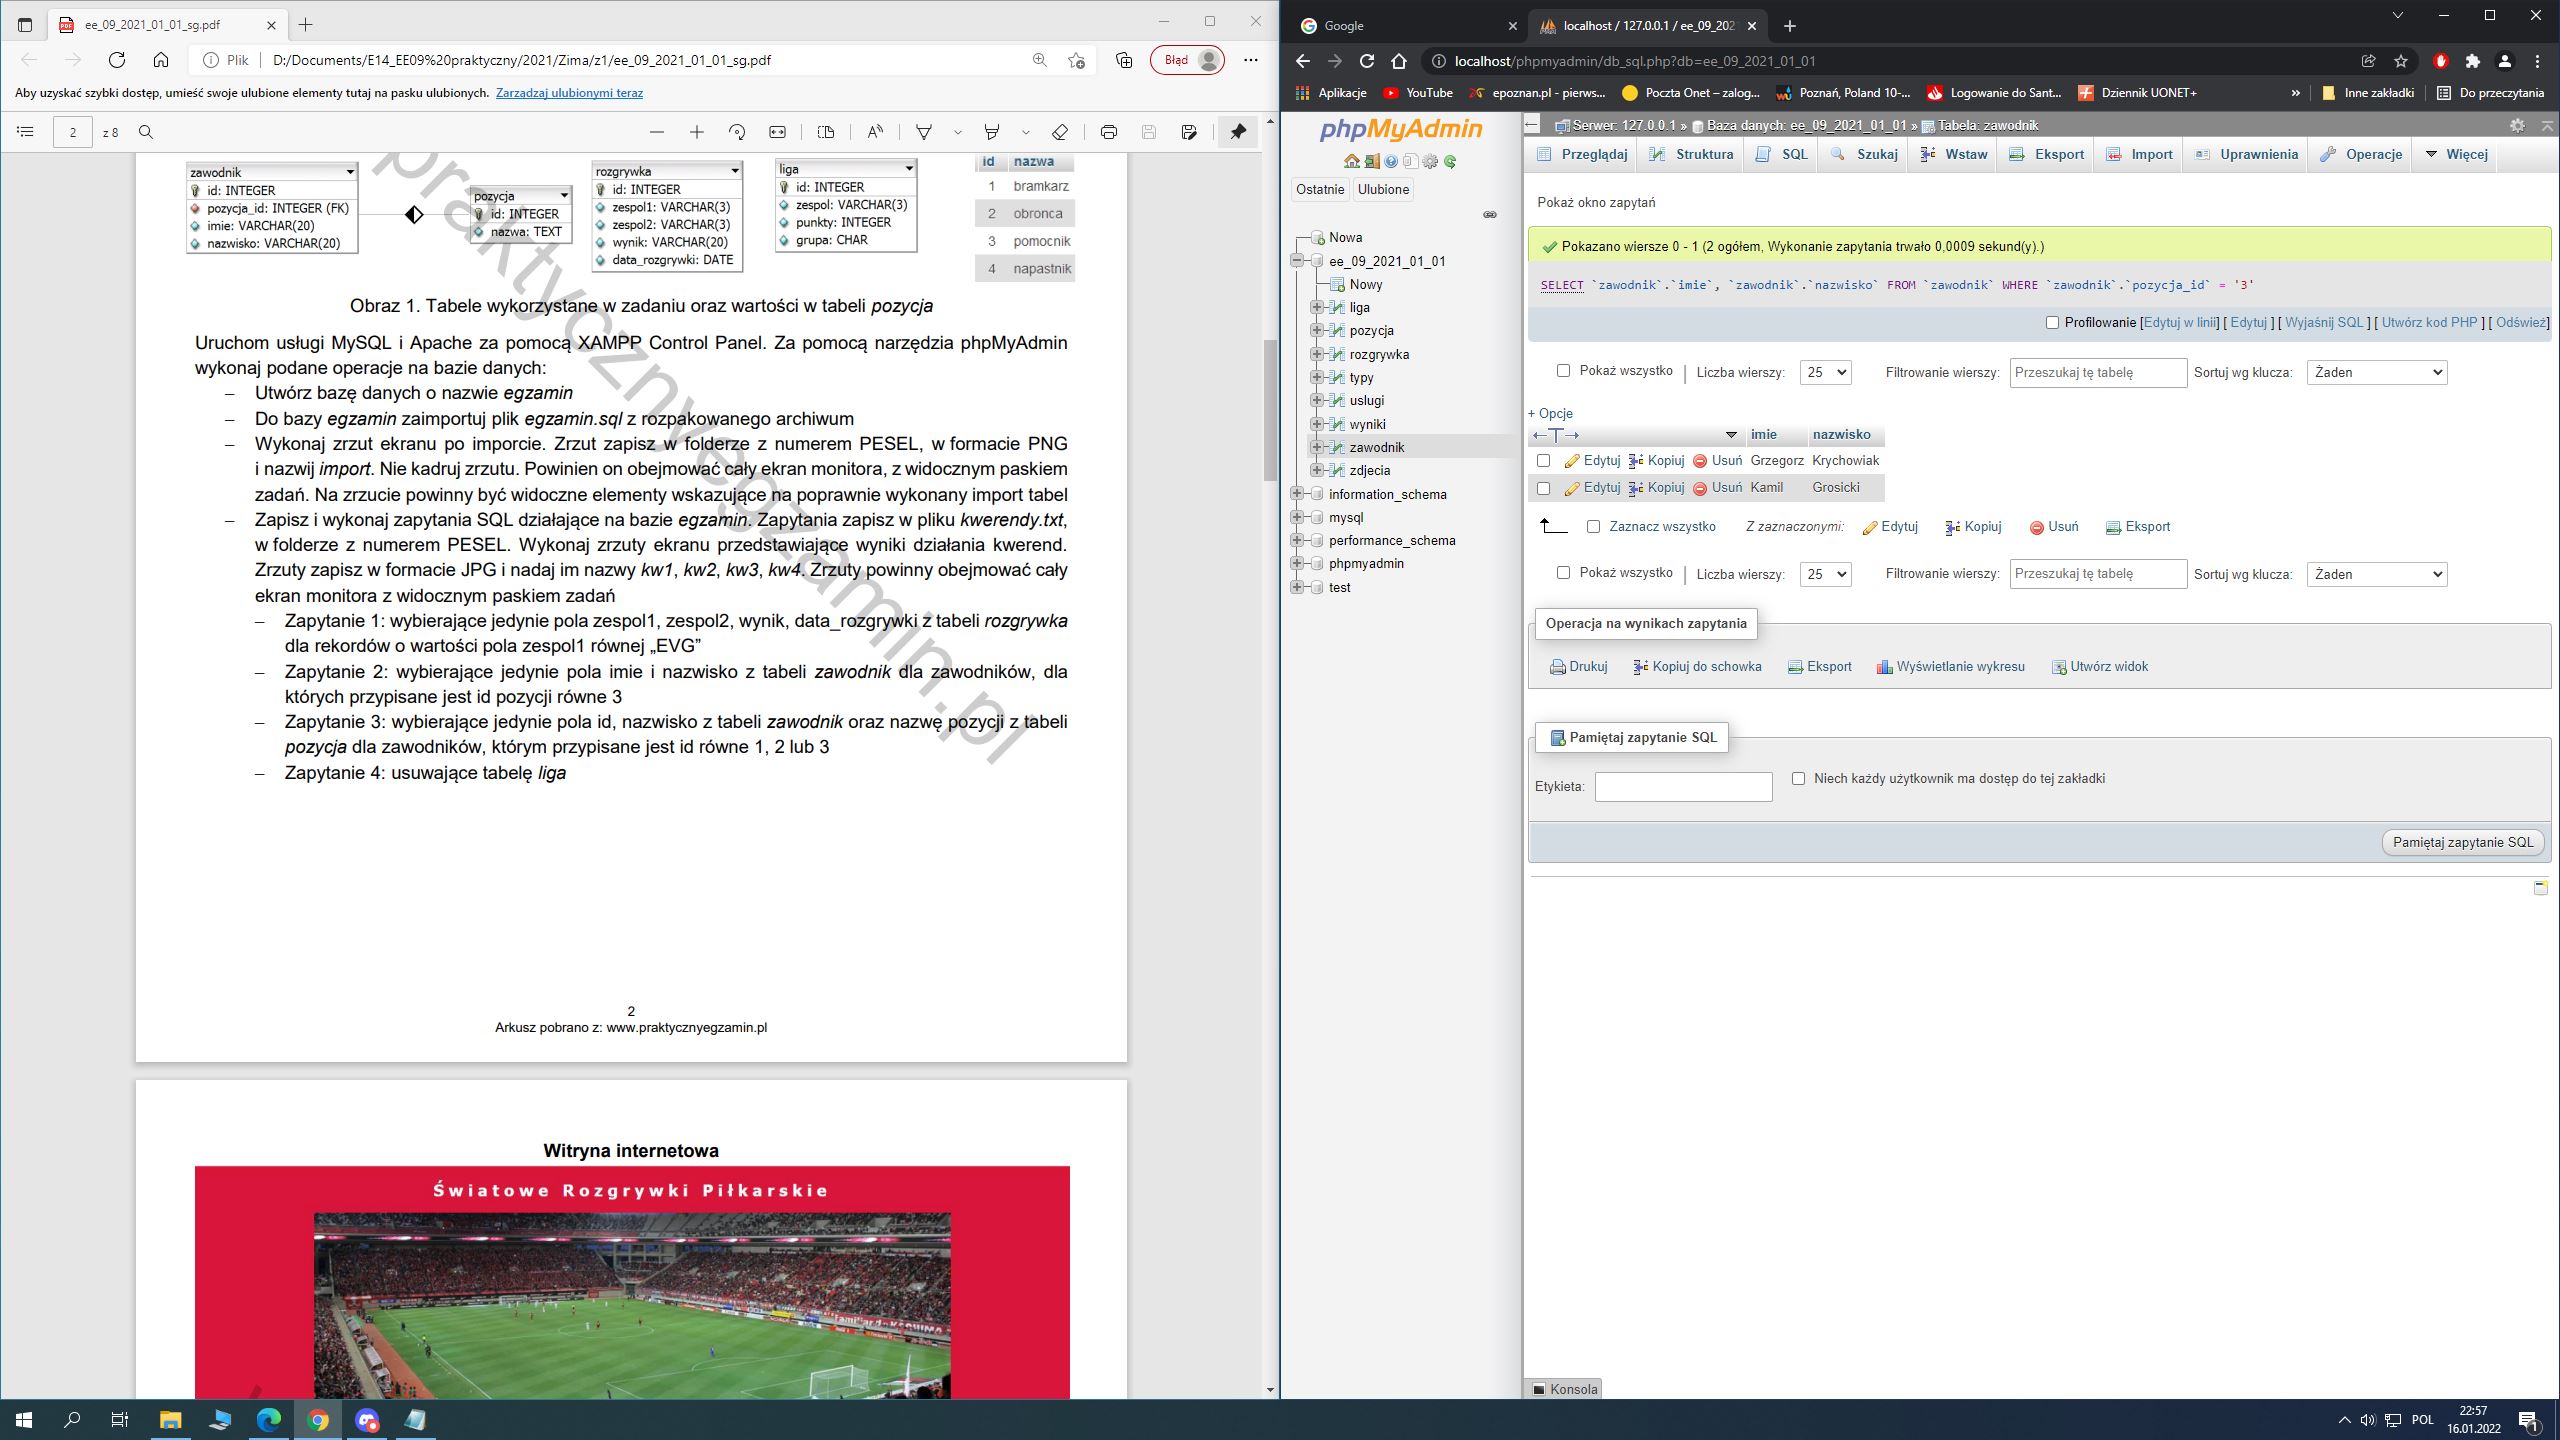 ee_09_2021_01_01_sg.pdf
Plik
D:/Documents/E14_EE09%20praktyczny/2021/Zima/z1/ee_09_2021_01_01_sg.pdf
Błąd
Aby uzyskać szybki dostęp, umieść swoje ulubione elementy tutaj na pasku ulubionych. Zarzadzaj ulubionymi teraz
2 z 8
zawodnik
id: INTEGER
pozycja_id: INTEGER (FK)
imie: VARCHAR(20)
nazwisko: VARCHAR(20)
pozycja
id: INTEGER
nazwa: TEXT
rozgrywka
id: INTEGER
zespol1: VARCHAR(3)
zespol2: VARCHAR(3)
wynik: VARCHAR(20)
data_rozgrywki: DATE
liga
id: INTEGER
zespol: VARCHAR(3)
punkty: INTEGER
grupa: CHAR
id nazwa
1 bramkarz
2 obronca
3 pomocnik
4 napastnik
praktycznyegzamin.pl
Obraz 1. Tabele wykorzystane w zadaniu oraz wartości w tabeli pozycja
Uruchom usługi MySQL i Apache za pomocą XAMPP Control Panel. Za pomocą narzędzia phpMyAdmin
wykonaj podane operacje na bazie danych:
– Utwórz bazę danych o nazwie egzamin
– Do bazy egzamin zaimportuj plik egzamin.sql z rozpakowanego archiwum
– Wykonaj zrzut ekranu po imporcie. Zrzut zapisz w folderze z numerem PESEL, w formacie PNG
i nazwij import. Nie kadruj zrzutu. Powinien on obejmować cały ekran monitora, z widocznym paskiem
zadań. Na zrzucie powinny być widoczne elementy wskazujące na poprawnie wykonany import tabel
– Zapisz i wykonaj zapytania SQL działające na bazie egzamin. Zapytania zapisz w pliku kwerendy.txt,
w folderze z numerem PESEL. Wykonaj zrzuty ekranu przedstawiające wyniki działania kwerend.
Zrzuty zapisz w formacie JPG i nadaj im nazwy kw1, kw2, kw3, kw4. Zrzuty powinny obejmować cały
ekran monitora z widocznym paskiem zadań
– Zapytanie 1: wybierające jedynie pola zespol1, zespol2, wynik, data_rozgrywki z tabeli rozgrywka
dla rekordów o wartości pola zespol1 równej „EVG”
– Zapytanie 2: wybierające jedynie pola imie i nazwisko z tabeli zawodnik dla zawodników, dla
których przypisane jest id pozycji równe 3
– Zapytanie 3: wybierające jedynie pola id, nazwisko z tabeli zawodnik oraz nazwę pozycji z tabeli
pozycja dla zawodników, którym przypisane jest id równe 1, 2 lub 3
– Zapytanie 4: usuwające tabelę liga
2
Arkusz pobrano z: www.praktycznyegzamin.pl
Witryna internetowa
Światowe Rozgrywki Piłkarskie
Google
localhost / 127.0.0.1 / ee_09_202
localhost/phpmyadmin/db_sql.php?db=ee_09_2021_01_01
Aplikacje YouTube epoznan.pl - pierws... Poczta Onet – zalog... Poznań, Poland 10-... Logowanie do Sant... Dziennik UONET+ » Inne zakładki Do przeczytania
phpMyAdmin
Ostatnie Ulubione
Nowa
ee_09_2021_01_01
Nowy
liga
pozycja
rozgrywka
typy
uslugi
wyniki
zawodnik
zdjecia
information_schema
mysql
performance_schema
phpmyadmin
test
Serwer: 127.0.0.1 » Baza danych: ee_09_2021_01_01 » Tabela: zawodnik
Przeglądaj Struktura SQL Szukaj Wstaw Eksport Import Uprawnienia Operacje Więcej
Pokaż okno zapytań
Pokazano wiersze 0 - 1 (2 ogółem, Wykonanie zapytania trwało 0,0009 sekund(y).)
SELECT `zawodnik`.`imie`, `zawodnik`.`nazwisko` FROM `zawodnik` WHERE `zawodnik`.`pozycja_id` = '3'
Profilowanie [Edytuj w linii] [ Edytuj ] [ Wyjaśnij SQL ] [ Utwórz kod PHP ] [ Odśwież]
Pokaż wszystko | Liczba wierszy: 25 Filtrowanie wierszy: Przeszukaj tę tabelę Sortuj wg klucza: Żaden
+ Opcje
←T→ imie nazwisko
Edytuj Kopiuj Usuń Grzegorz Krychowiak
Edytuj Kopiuj Usuń Kamil Grosicki
Zaznacz wszystko Z zaznaczonymi: Edytuj Kopiuj Usuń Eksport
Pokaż wszystko | Liczba wierszy: 25 Filtrowanie wierszy: Przeszukaj tę tabelę Sortuj wg klucza: Żaden
Operacja na wynikach zapytania
Drukuj Kopiuj do schowka Eksport Wyświetlanie wykresu Utwórz widok
Pamiętaj zapytanie SQL
Etykieta: Niech każdy użytkownik ma dostęp do tej zakładki
Pamiętaj zapytanie SQL
Konsola
POL
22:57
16.01.2022
1